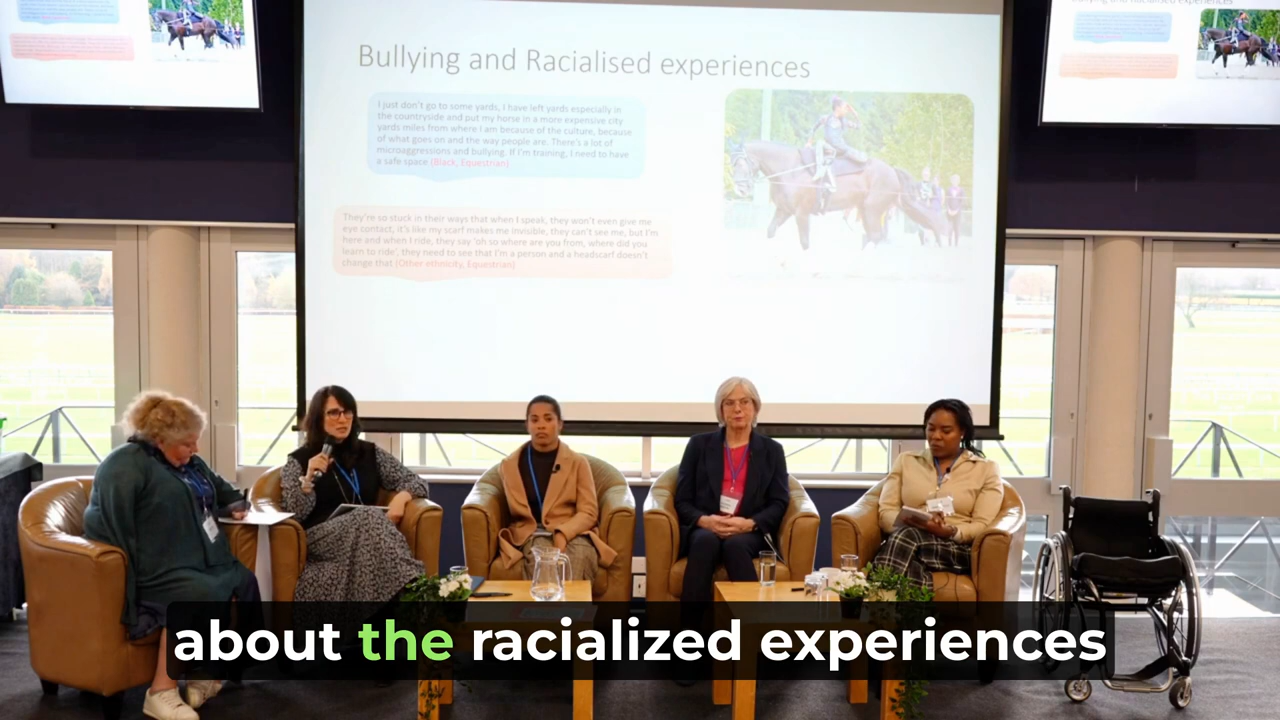 Bullying and Racialised experiences
I just don't go to some yards, I have left yards especially in
the countryside and put my horse in a more expensive city
yards miles from where I am because of the culture, because
of what goes on and the way people are. There's a lot of
microaggressions and bullying. If I'm training, I need to have
a safe space (Black, Equestrian)
They're so stuck in their ways that when I speak, they won't even give me
eye contact, it's like my scarf makes me invisible, they can't see me, but I'm
here and when I ride, they say 'oh so where are you from, where did you
learn to ride', they need to see that I'm a person and a headscarf doesn't
change that (Other ethnicity, Equestrian)
about the racialized experiences